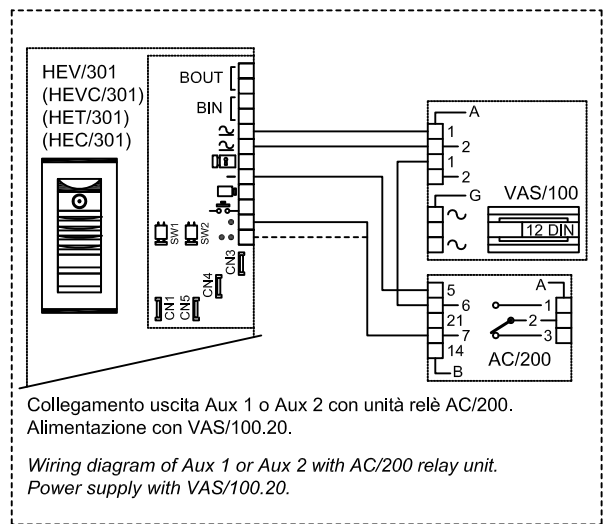 HEV/301
(HEVC/301)
(HET/301)
(HEC/301)
BOUT
BIN
SW1
SW2
CN3
CN4
CN1
CN5
A
1
2
1
2
G
VAS/100
12 DIN
5
6
21
7
14
B
A
1
2
3
AC/200
Collegamento uscita Aux 1 o Aux 2 con unità relè AC/200.
Alimentazione con VAS/100.20.
Wiring diagram of Aux 1 or Aux 2 with AC/200 relay unit.
Power supply with VAS/100.20.